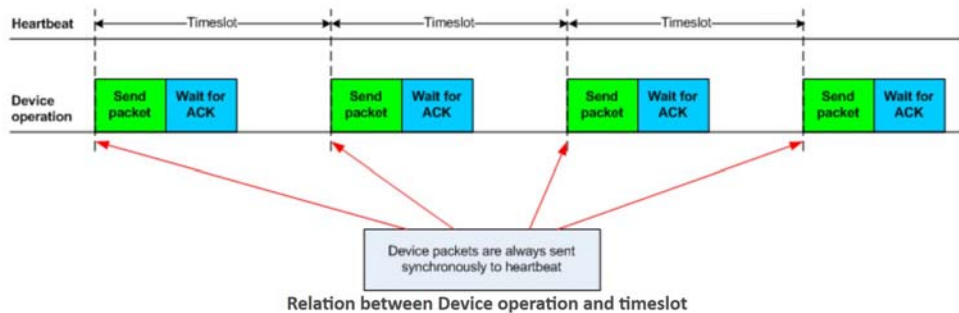 Heartbeat
Timeslot
Timeslot
Timeslot
Device
operation
Send
packet
Wait for
ACK
Send
packet
Wait for
ACK
Send
packet
Wait for
ACK
Send
packet
Wait for
ACK
Device packets are always sent
synchronously to heartbeat
Relation between Device operation and timeslot